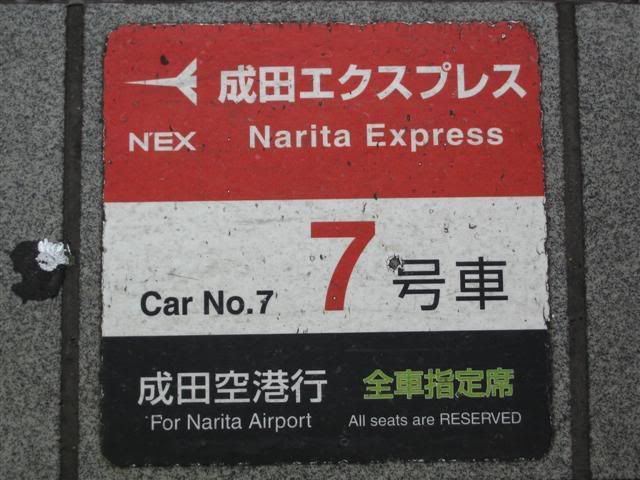 成田エクスプレス
N'EX Narita Express
Car No.7 7号車
成田空港行 全車指定席
For Narita Airport All seats are RESERVED